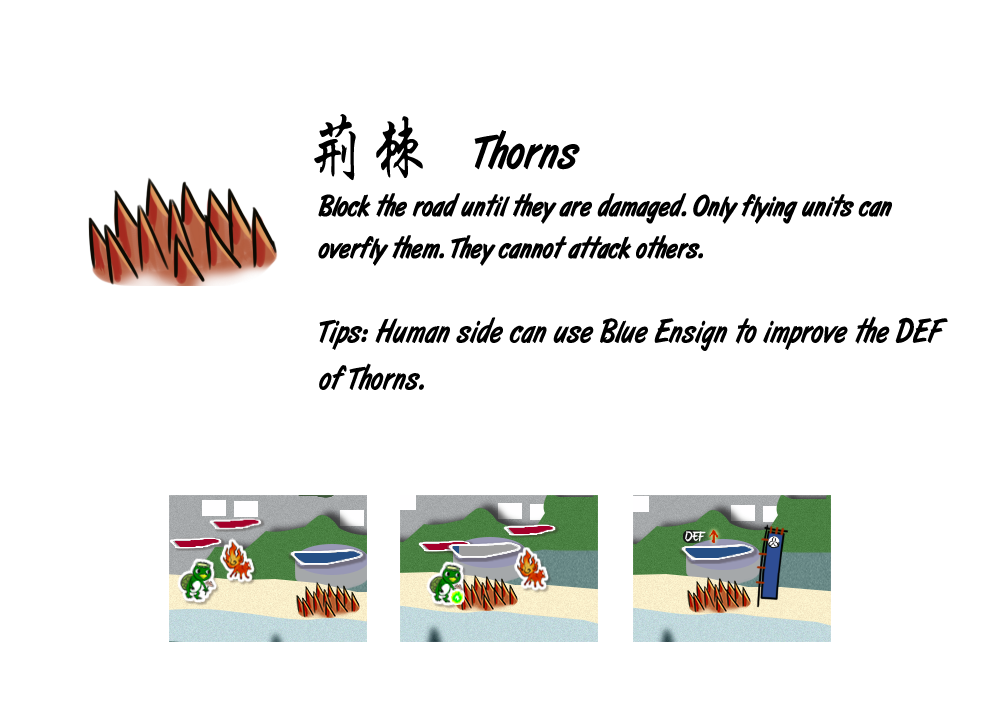 荊棘 Thorns
Block the road until they are damaged. Only flying units can
overfly them. They cannot attack others.
Tips: Human side can use Blue Ensign to improve the DEF
of Thorns.
DEF